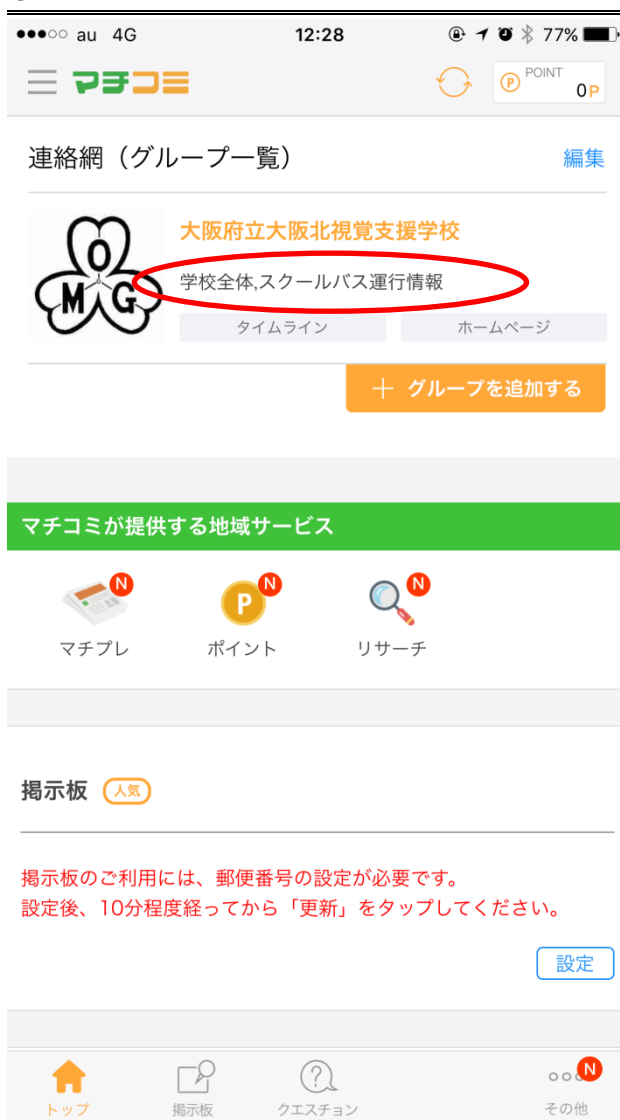 au 4G 12:28 77%
マチコミ POINT
P 0P
連絡網（グループ一覧） 編集
大阪府立大阪北視覚支援学校
O
M G
学校全体,スクールバス運行情報
タイムライン ホームページ
＋ グループを追加する
マチコミが提供する地域サービス
N N N
P
マチプレ ポイント リサーチ
掲示板 人気
掲示板のご利用には、郵便番号の設定が必要です。
設定後、10分程度経ってから「更新」をタップしてください。
設定
N
トップ 掲示板 クエスチョン その他